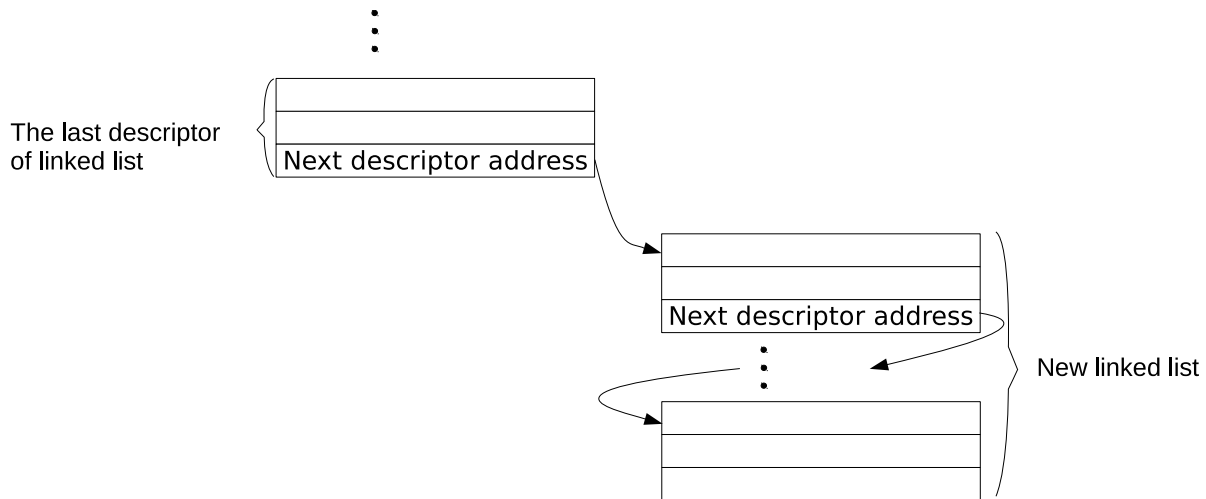 The last descriptor
of linked list
Next descriptor address
Next descriptor address
New linked list